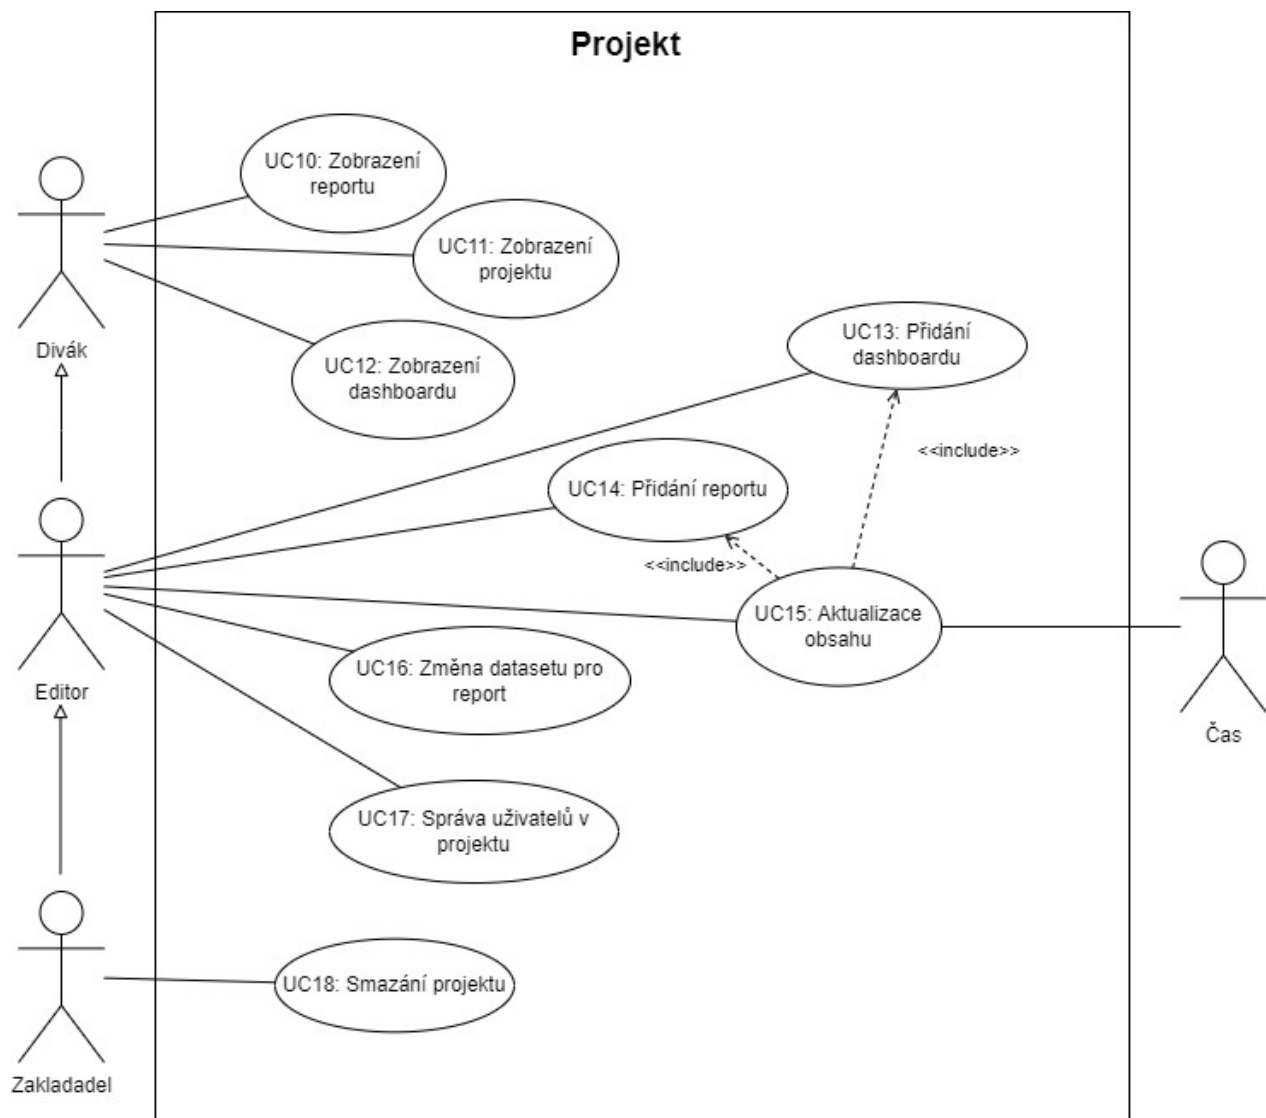 Projekt
UC10: Zobrazení
reportu
UC11: Zobrazení
projektu
Divák
UC12: Zobrazení
dashboardu
UC13: Přidání
dashboardu
<<include>>
UC14: Přidání reportu
<<include>>
UC15: Aktualizace
obsahu
Editor
UC16: Změna datasetu pro
report
Čas
UC17: Správa uživatelů v
projektu
UC18: Smazání projektu
Zakladadel